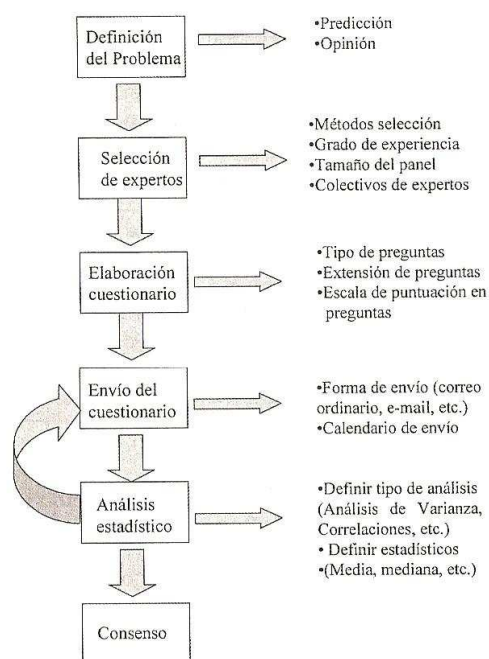 Definición
del Problema
•Predicción
•Opinión
Selección
de expertos
•Métodos selección
•Grado de experiencia
•Tamaño del panel
•Colectivos de expertos
Elaboración
cuestionario
•Tipo de preguntas
•Extensión de preguntas
•Escala de puntuación en
preguntas
Envío del
cuestionario
•Forma de envío (correo
ordinario, e-mail, etc.)
•Calendario de envío
Análisis
estadístico
•Definir tipo de análisis
(Análisis de Varianza,
Correlaciones, etc.)
• Definir estadísticos
•(Media, mediana, etc.)
Consenso